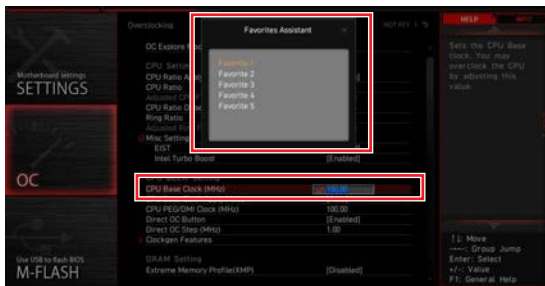 Overclocking
HOT KEY
HELP
INFO
Favorites Assistant
Favorite 1
Favorite 2
Favorite 3
Favorite 4
Favorite 5
OC Explore
CPU Ratio
CPU Ratio
Ring Ratio
Misc Setting
EIST
Intel Turbo Boost [Enabled]
CPU Base Clock (MHz) 100.00
CPU PEG/DMI Clock (MHz) 100.00
Direct OC Button [Enabled]
Direct OC Step (MHz) 1.00
Clockgen Features
DRAM Setting
Extreme Memory Profile(XMP) [Disabled]
Motherboard settings
SETTINGS
OC
Use USB to flash BIOS
M-FLASH
Sets the CPU Base
clock. You may
overclock the CPU
by adjusting this
value.
Move
Group Jump
Enter: Select
+/-: Value
F1: General Help